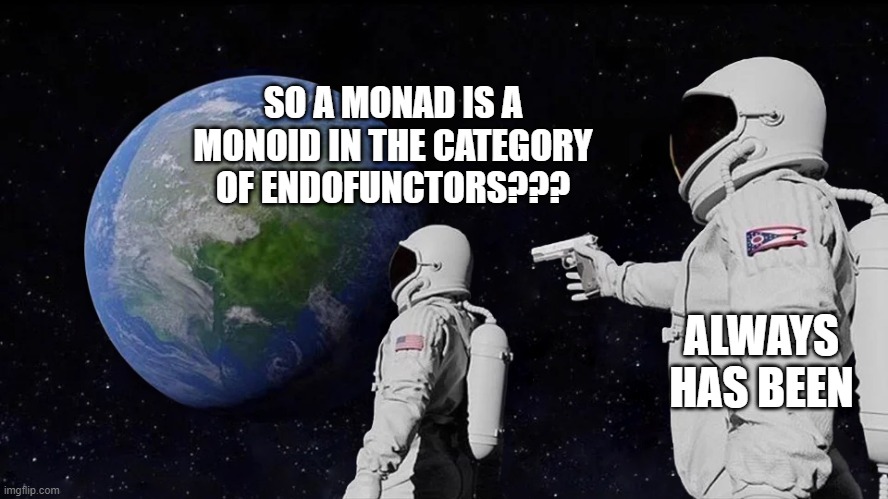 SO A MONAD IS A
MONOID IN THE CATEGORY
OF ENDOFUNCTORS???
ALWAYS
HAS BEEN
imgflip.com